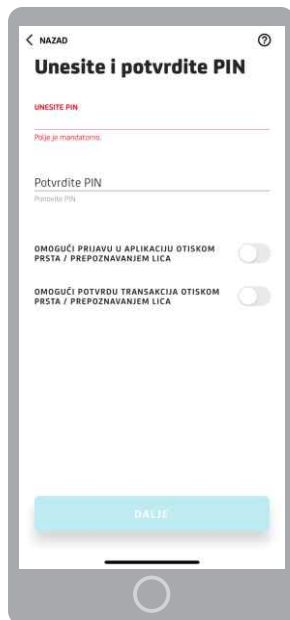 NAZAD
Unesite i potvrdite PIN
UNESITE PIN
Polje je mandatorno.
Potvrdite PIN
Ponovite PIN
OMOGUĆI PRIJAVU U APLIKACIJU OTISKOM
PRSTA / PREPOZNAVANJEM LICA
OMOGUĆI POTVRDU TRANSAKCIJA OTISKOM
PRSTA / PREPOZNAVANJEM LICA
DALJE